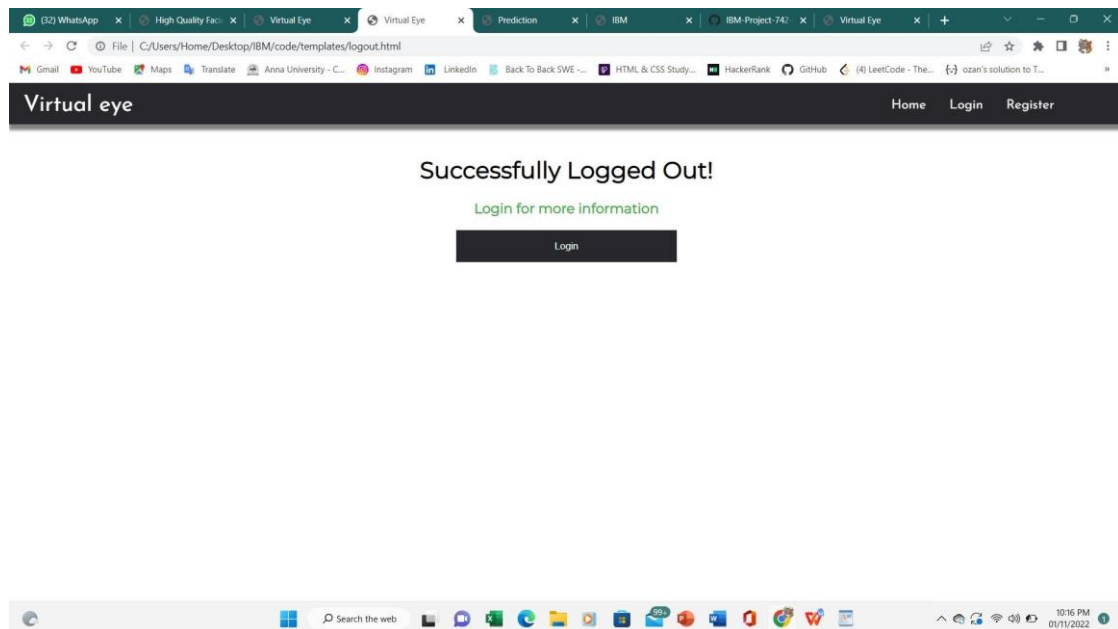 (32) WhatsApp
High Quality Faci
Virtual Eye
Virtual Eye
Prediction
IBM
IBM-Project-742
Virtual Eye
File | C:/Users/Home/Desktop/IBM/code/templates/logout.html
Gmail YouTube Maps Translate Anna University - C... Instagram LinkedIn Back To Back SWE -... HTML & CSS Study... HackerRank GitHub (4) LeetCode - The... ozan's solution to T...
Virtual eye
Home Login Register
Successfully Logged Out!
Login for more information
Login
Search the web
99+
10:16 PM
01/11/2022